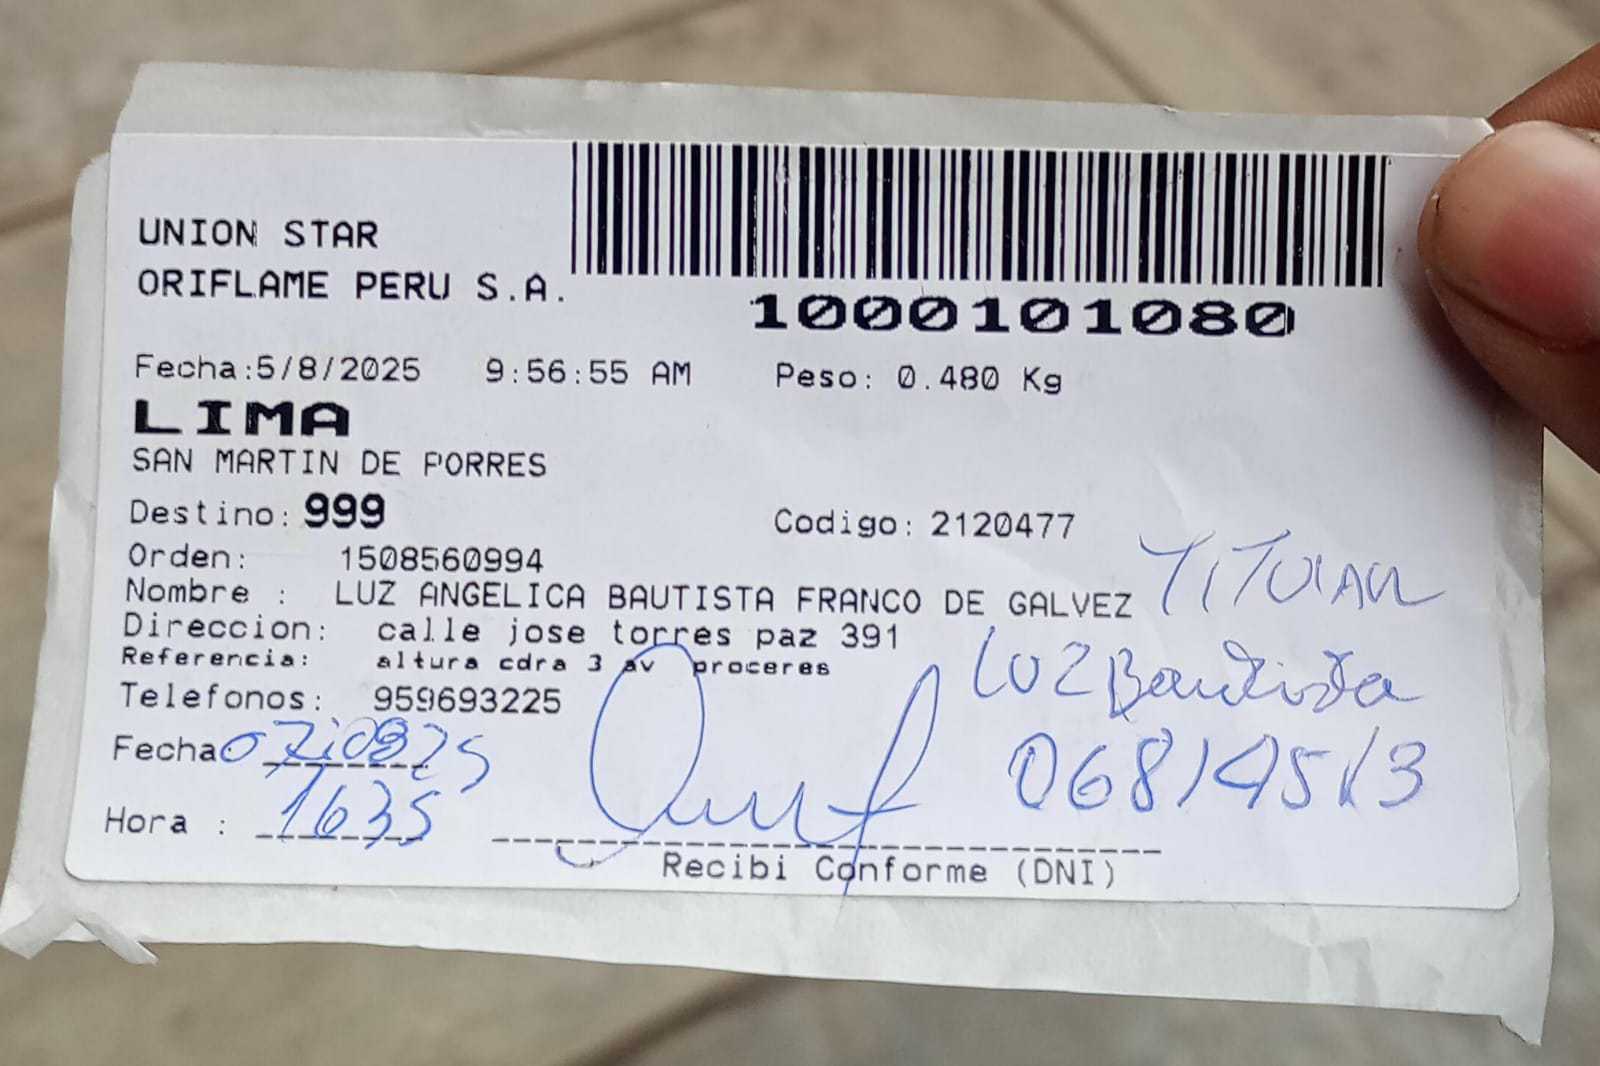 UNION STAR
ORIFLAME PERU S.A.
1000101080
Fecha:5/8/2025 9:56:55 AM Peso: 0.480 Kg
LIMA
SAN MARTIN DE PORRES
Destino: 999 Codigo: 2120477
Orden: 1508560994
TITULAR
Nombre : LUZ ANGELICA BAUTISTA FRANCO DE GALVEZ
Direccion: calle jose torres paz 391
Referencia: altura cdra 3 av proceres
Luz Bautista
Telefonos: 959693225
Fecha
06814513
Hora : 1635
Recibi Conforme (DNI)